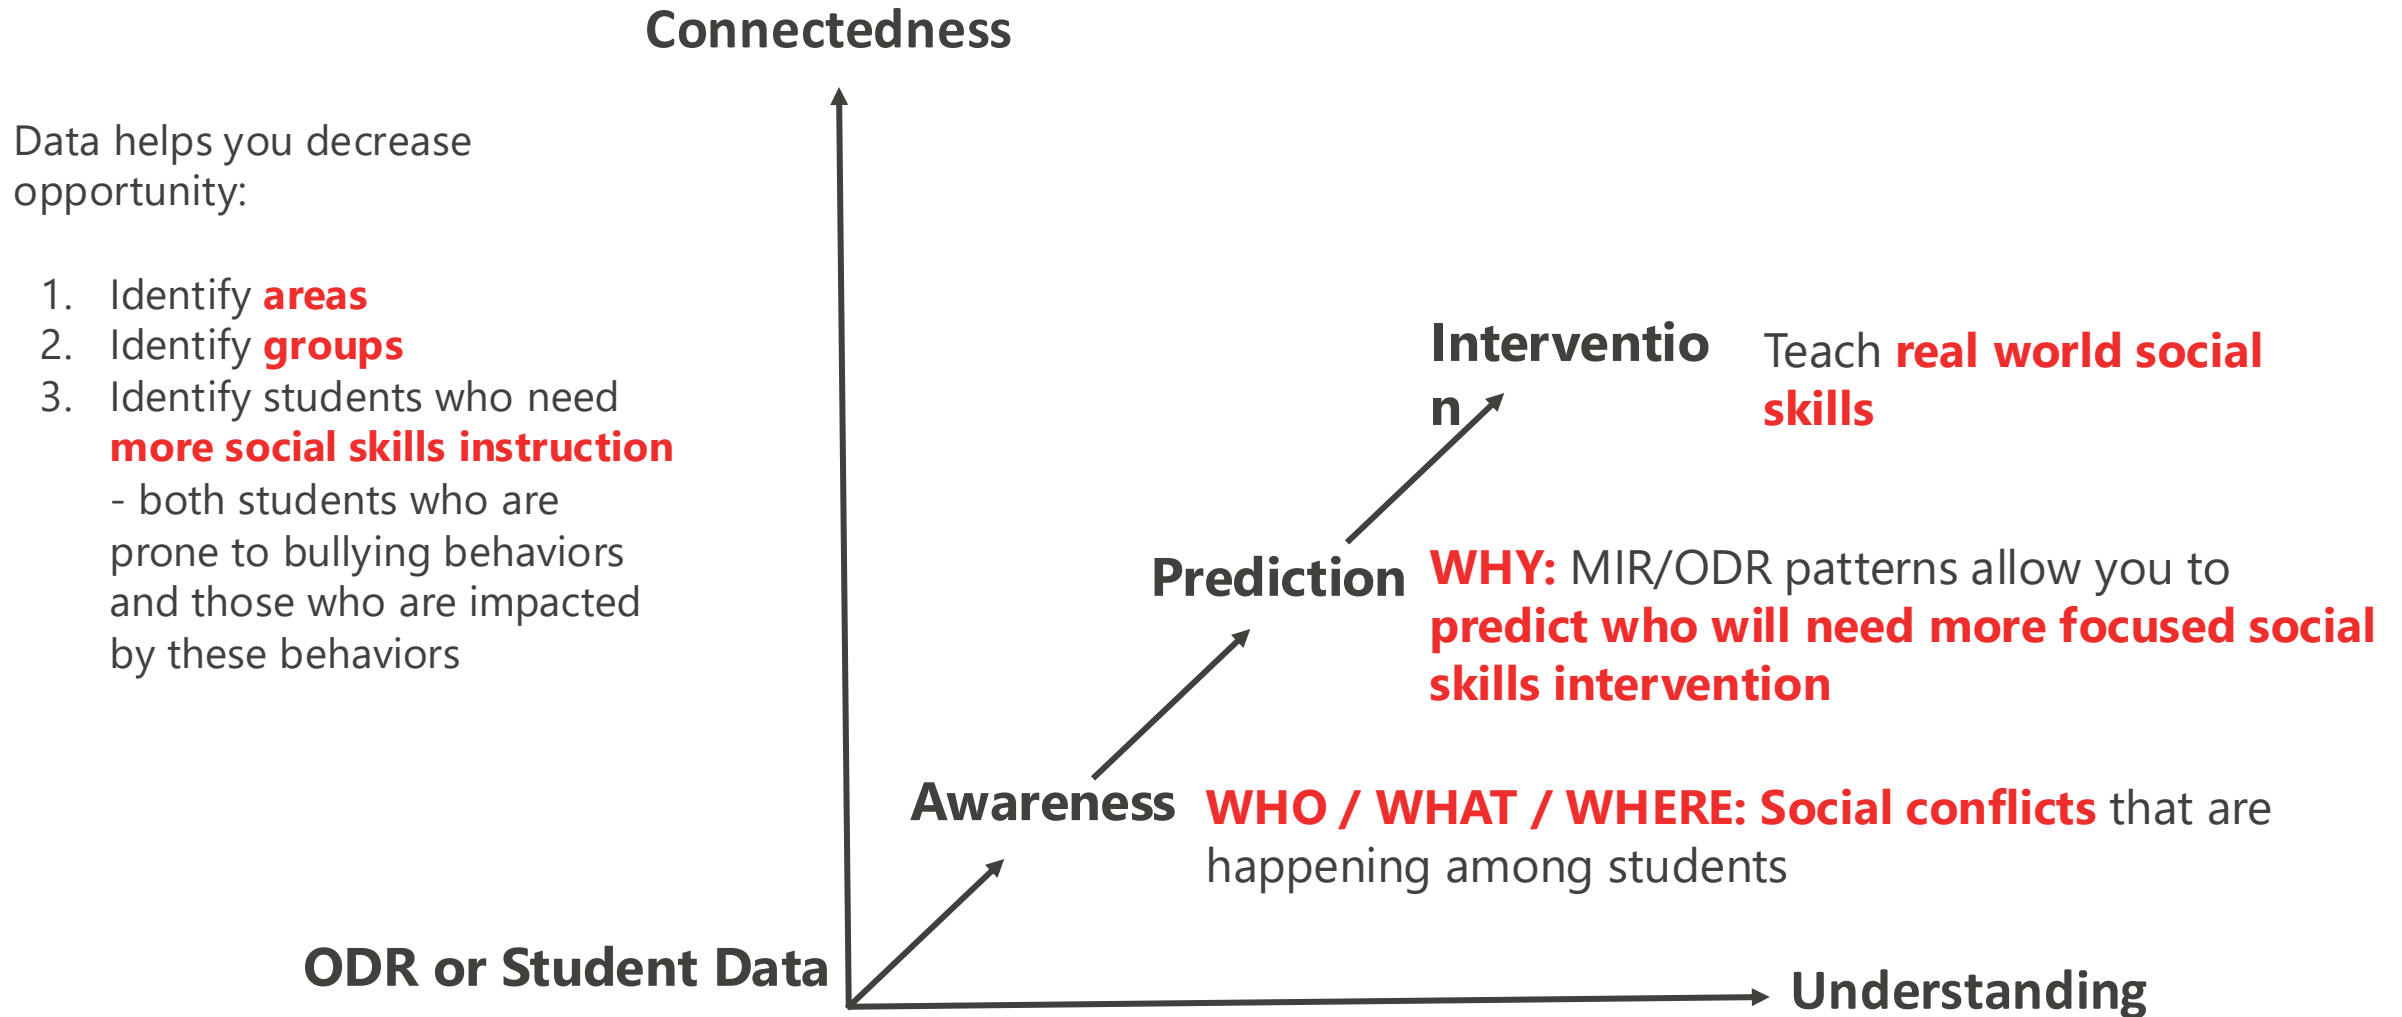 Connectedness
Data helps you decrease
opportunity:
1. Identify areas
2. Identify groups
3. Identify students who need
more social skills instruction
- both students who are
prone to bullying behaviors
and those who are impacted
by these behaviors
Interventio
n
Teach real world social
skills
Prediction
WHY: MIR/ODR patterns allow you to
predict who will need more focused social
skills intervention
Awareness
WHO / WHAT / WHERE: Social conflicts that are
happening among students
ODR or Student Data
Understanding